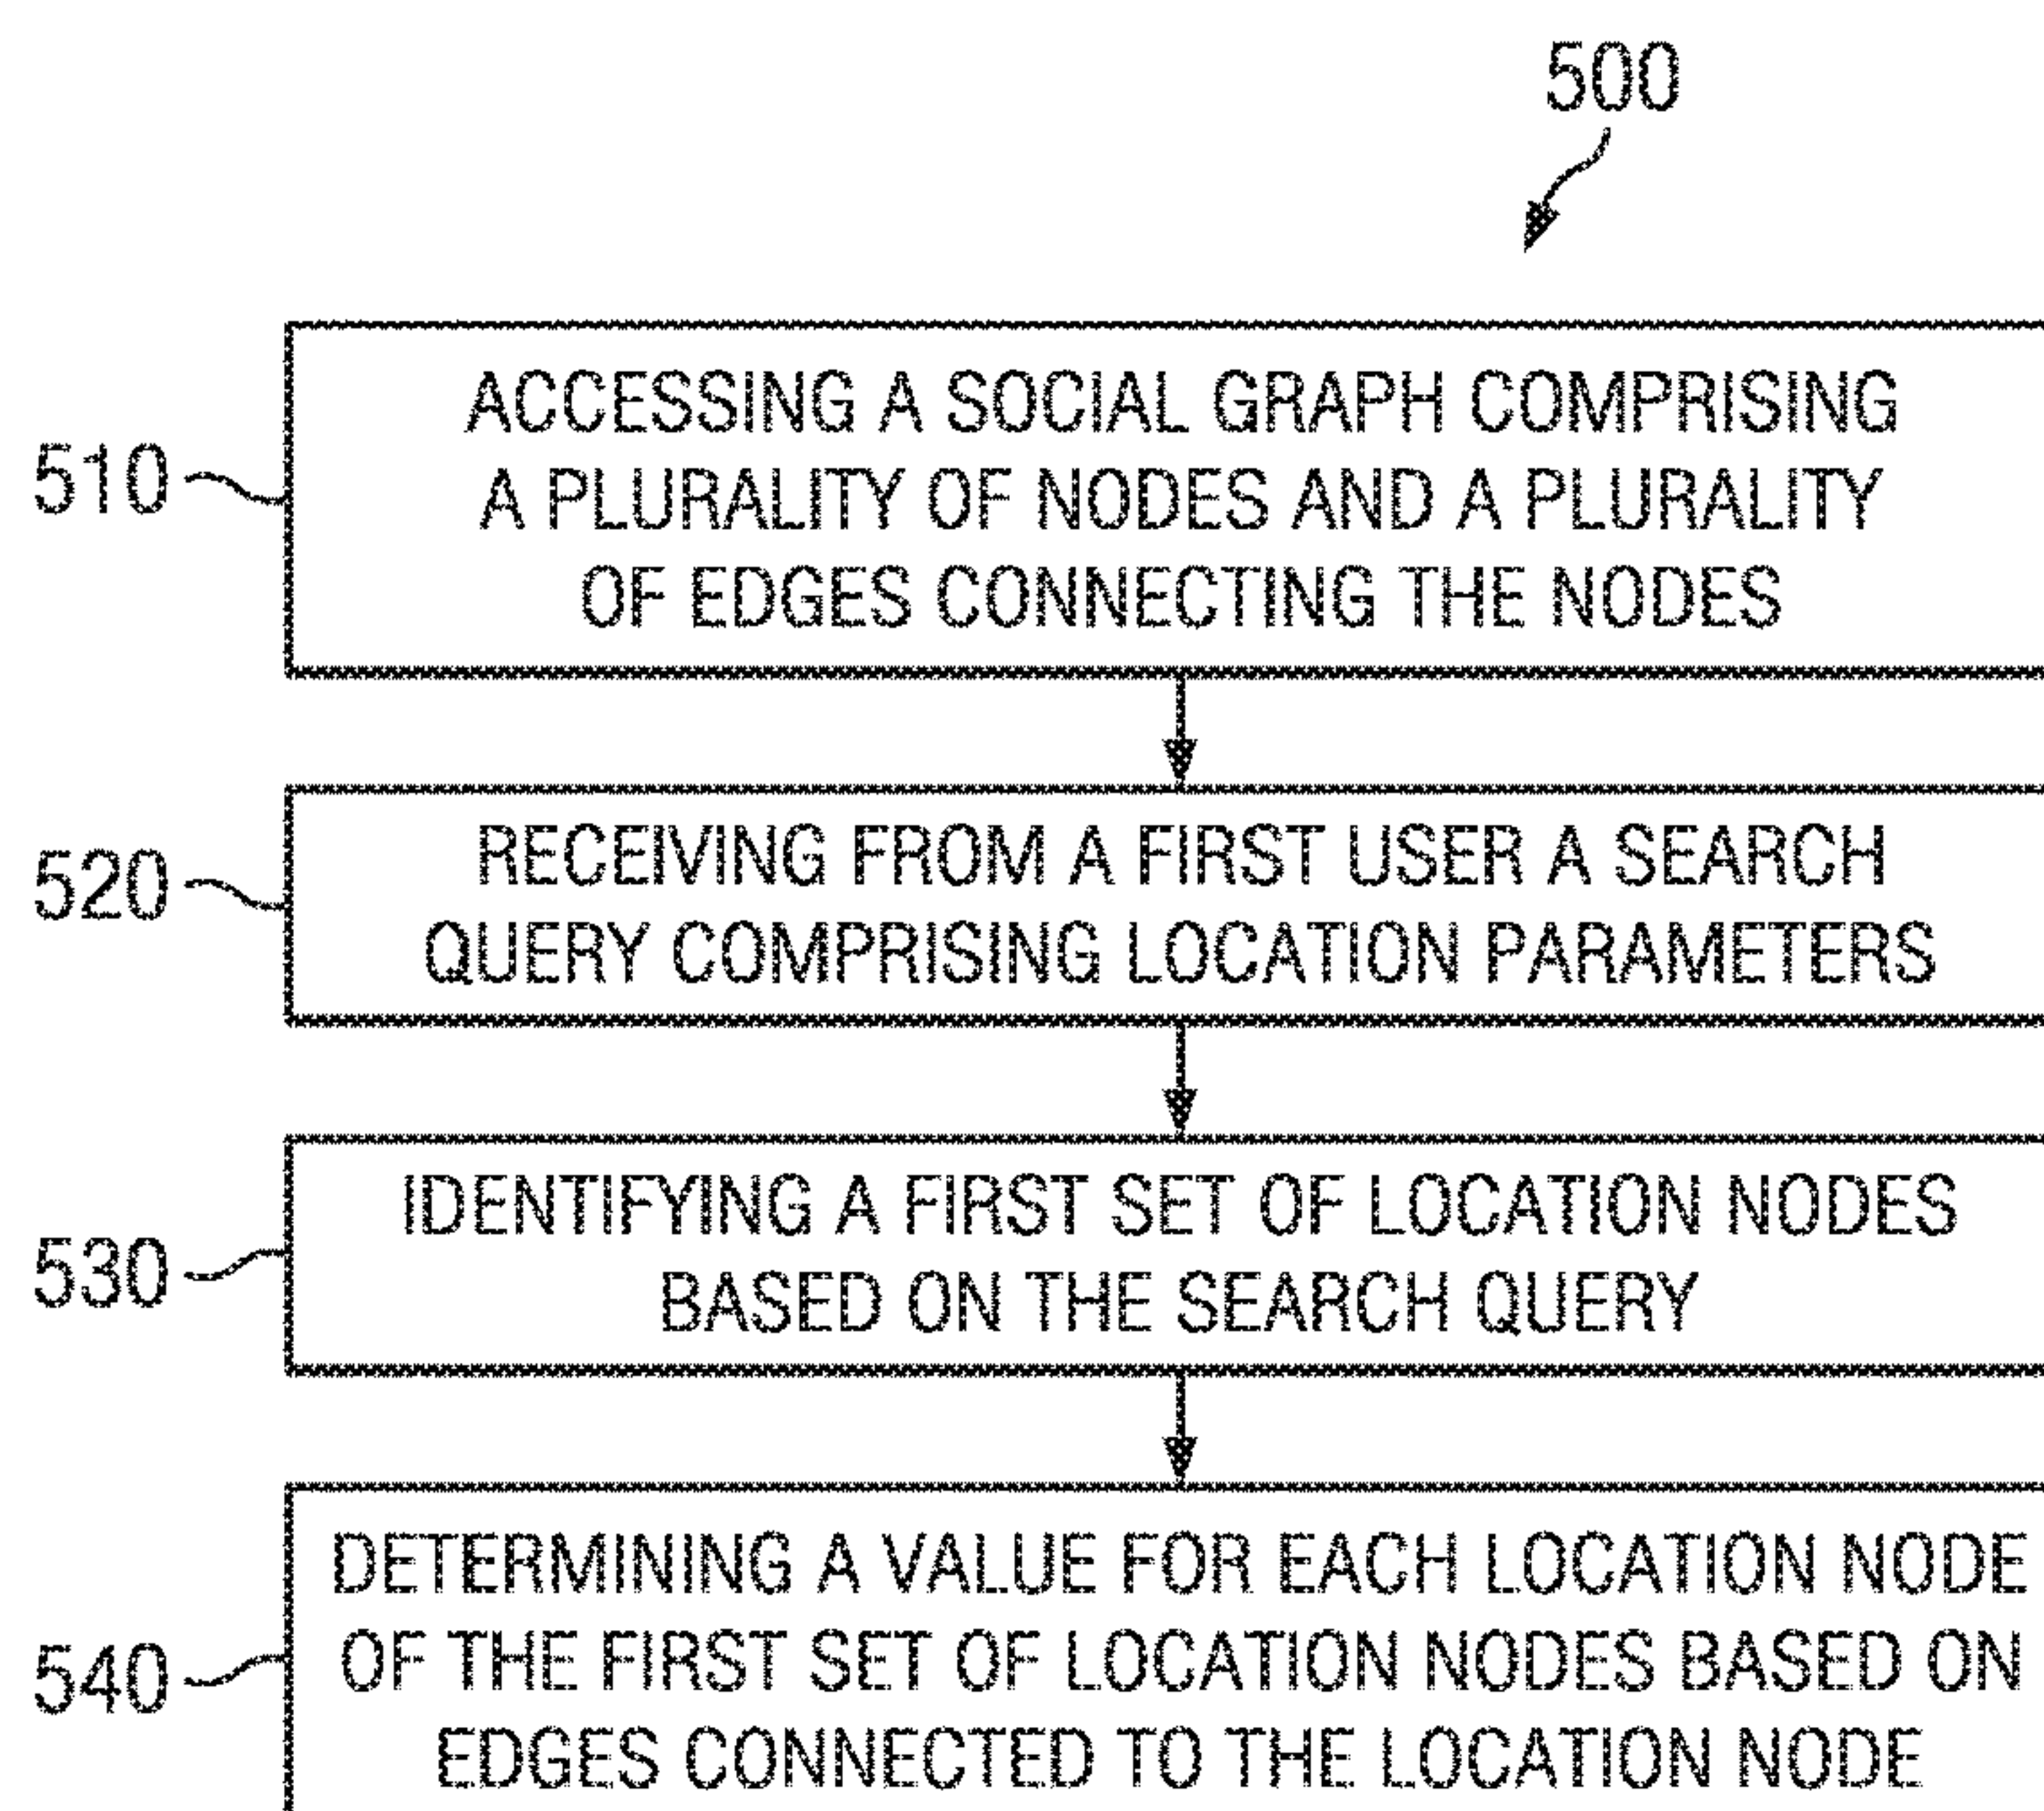 500
510
ACCESSING A SOCIAL GRAPH COMPRISING
A PLURALITY OF NODES AND A PLURALITY
OF EDGES CONNECTING THE NODES
520
RECEIVING FROM A FIRST USER A SEARCH
QUERY COMPRISING LOCATION PARAMETERS
530
IDENTIFYING A FIRST SET OF LOCATION NODES
BASED ON THE SEARCH QUERY
540
DETERMINING A VALUE FOR EACH LOCATION NODE
OF THE FIRST SET OF LOCATION NODES BASED ON
EDGES CONNECTED TO THE LOCATION NODE